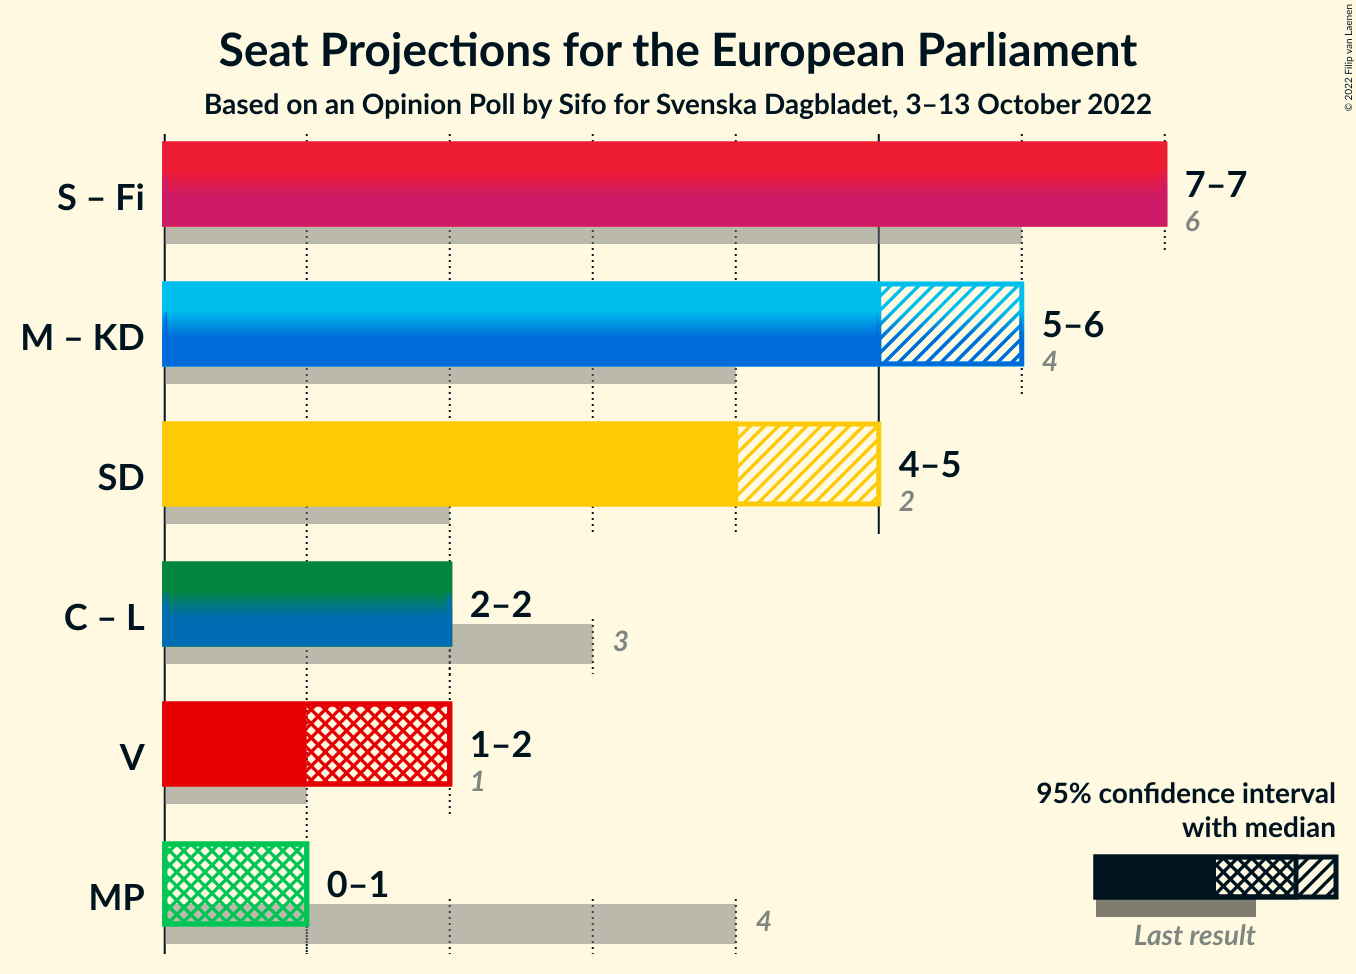 Seat Projections for the European Parliament
Based on an Opinion Poll by Sifo for Svenska Dagbladet, 3–13 October 2022
© 2022 Filip van Laenen
S – Fi
7–7
6
M – KD
5–6
4
SD
4–5
2
C – L
2–2
3
V
1–2
1
MP
0–1
4
95% confidence interval
with median
Last result